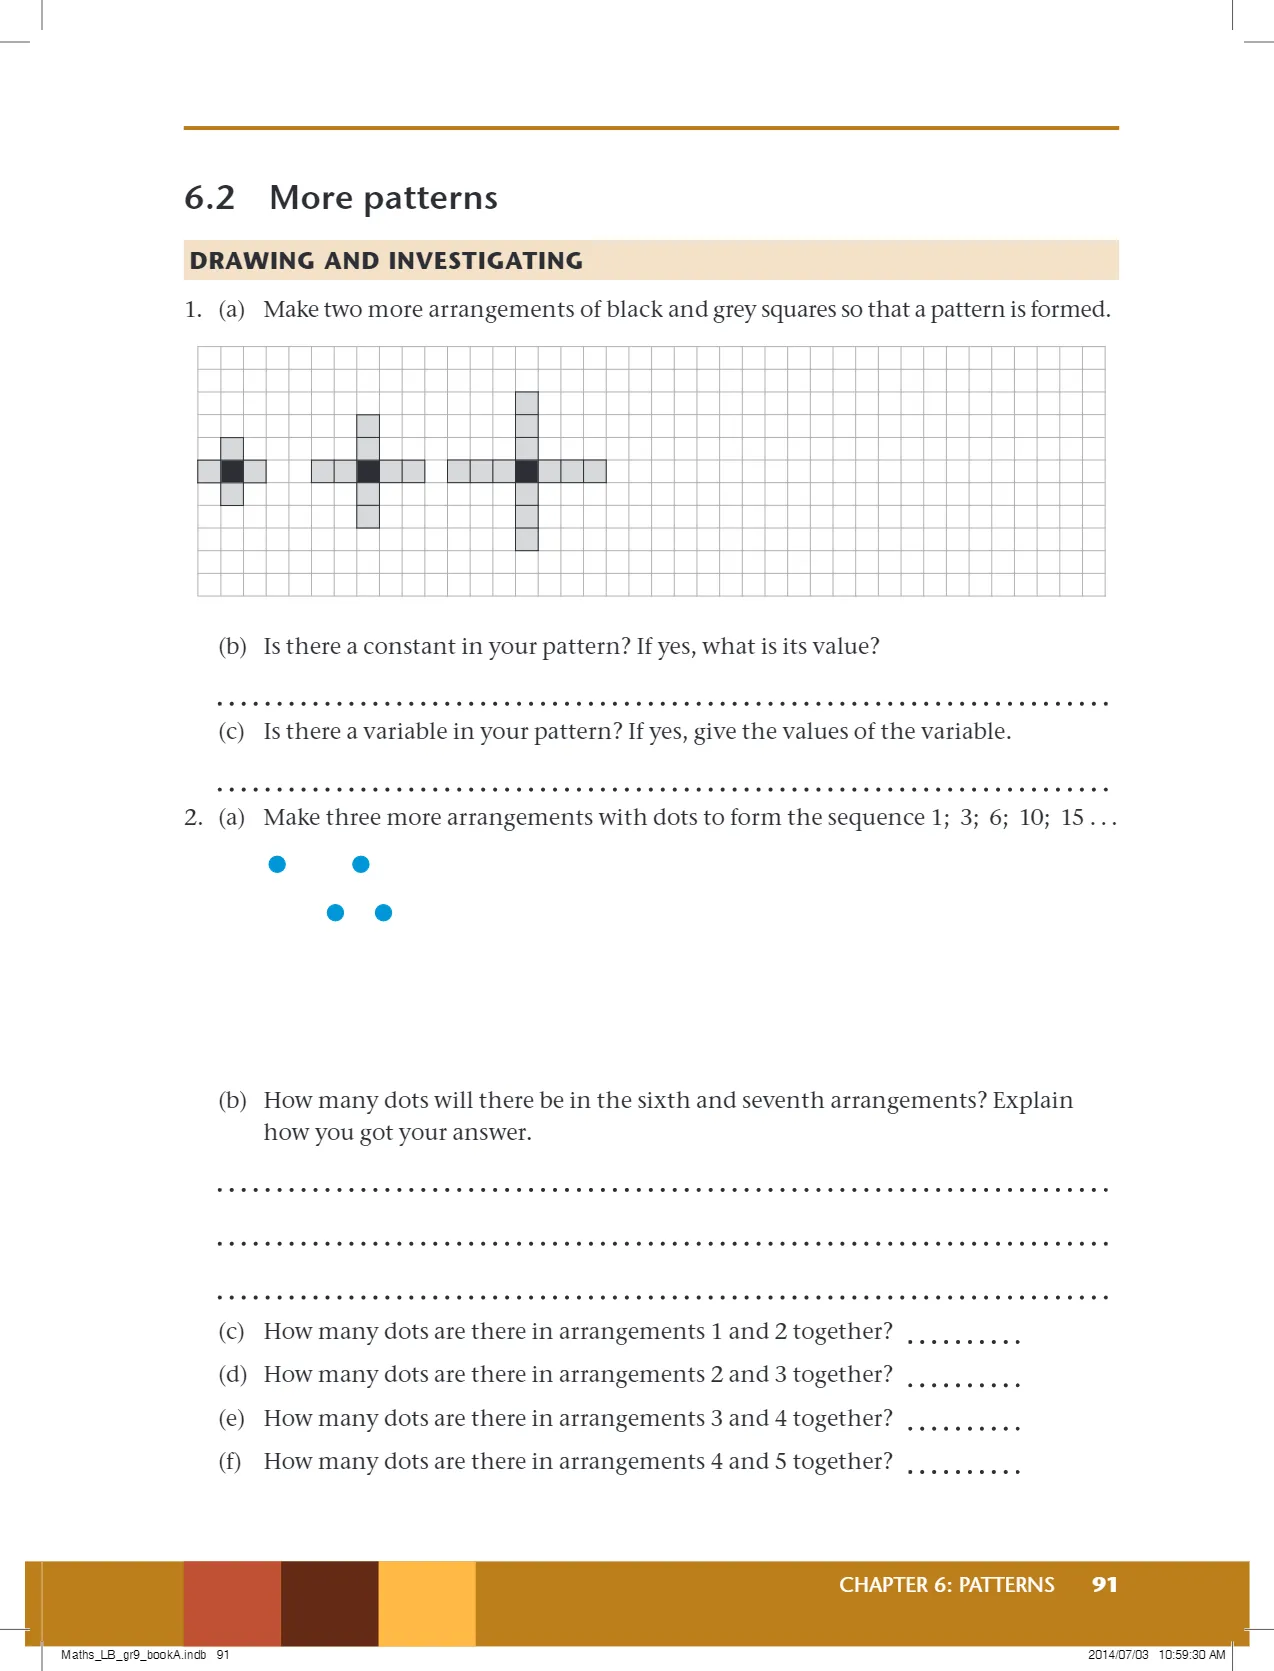 6.2 More patterns
DRAWING AND INVESTIGATING
1. (a) Make two more arrangements of black and grey squares so that a pattern is formed.
(b) Is there a constant in your pattern? If yes, what is its value?
(c) Is there a variable in your pattern? If yes, give the values of the variable.
2. (a) Make three more arrangements with dots to form the sequence 1; 3; 6; 10; 15 . . .
(b) How many dots will there be in the sixth and seventh arrangements? Explain
how you got your answer.
(c) How many dots are there in arrangements 1 and 2 together? . . . . . . . . . .
(d) How many dots are there in arrangements 2 and 3 together? . . . . . . . . . .
(e) How many dots are there in arrangements 3 and 4 together? . . . . . . . . . .
(f) How many dots are there in arrangements 4 and 5 together? . . . . . . . . . .
CHAPTER 6: PATTERNS 91
Maths_LB_gr9_bookA.indb 91 2014/07/03 10:59:30 AM